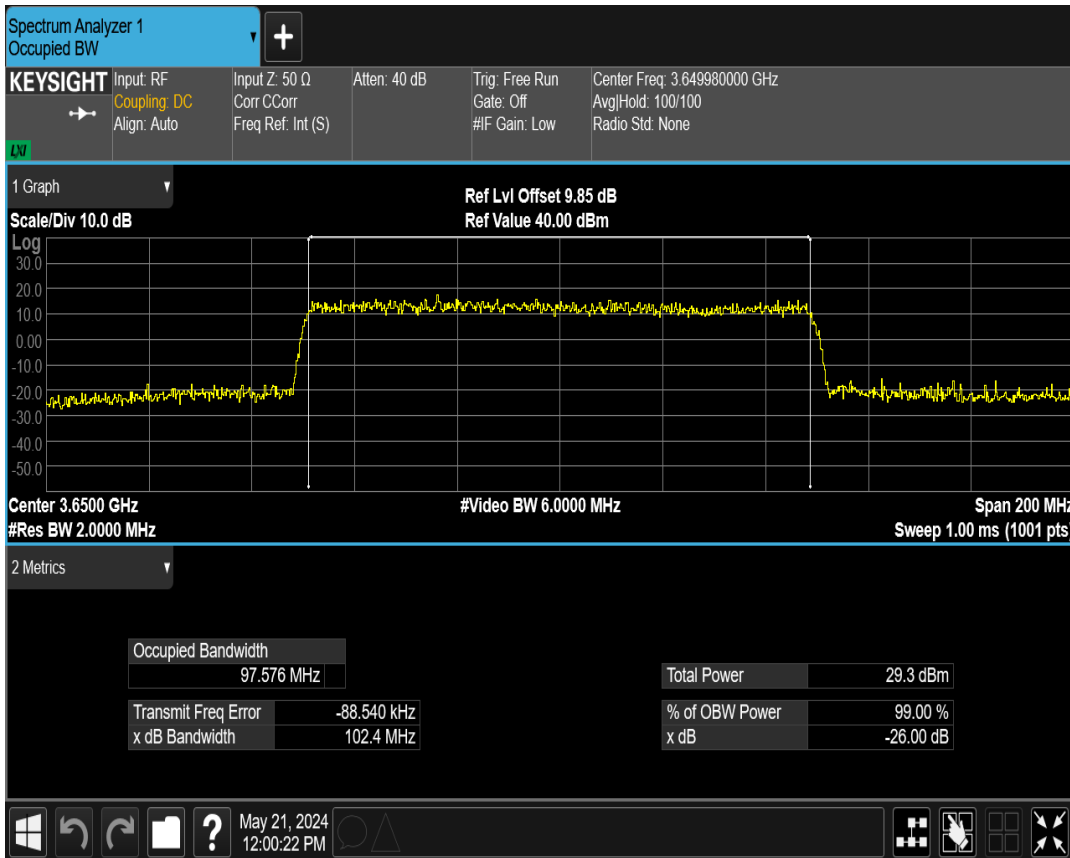 Spectrum Analyzer 1
Occupied BW
+
KEYSIGHT
LXI
Input: RF
Coupling: DC
Align: Auto
Input Z: 50 Ω
Corr CCorr
Freq Ref: Int (S)
Atten: 40 dB
Trig: Free Run
Gate: Off
#IF Gain: Low
Center Freq: 3.649980000 GHz
Avg|Hold: 100/100
Radio Std: None
1 Graph
Scale/Div 10.0 dB
Ref Lvl Offset 9.85 dB
Ref Value 40.00 dBm
Log
30.0
20.0
10.0
0.00
-10.0
-20.0
-30.0
-40.0
-50.0
Center 3.6500 GHz
#Video BW 6.0000 MHz
Span 200 MHz
#Res BW 2.0000 MHz
Sweep 1.00 ms (1001 pts)
2 Metrics
Occupied Bandwidth
97.576 MHz
Total Power 29.3 dBm
Transmit Freq Error -88.540 kHz
% of OBW Power 99.00 %
x dB Bandwidth 102.4 MHz
x dB -26.00 dB
?
May 21, 2024
12:00:22 PM